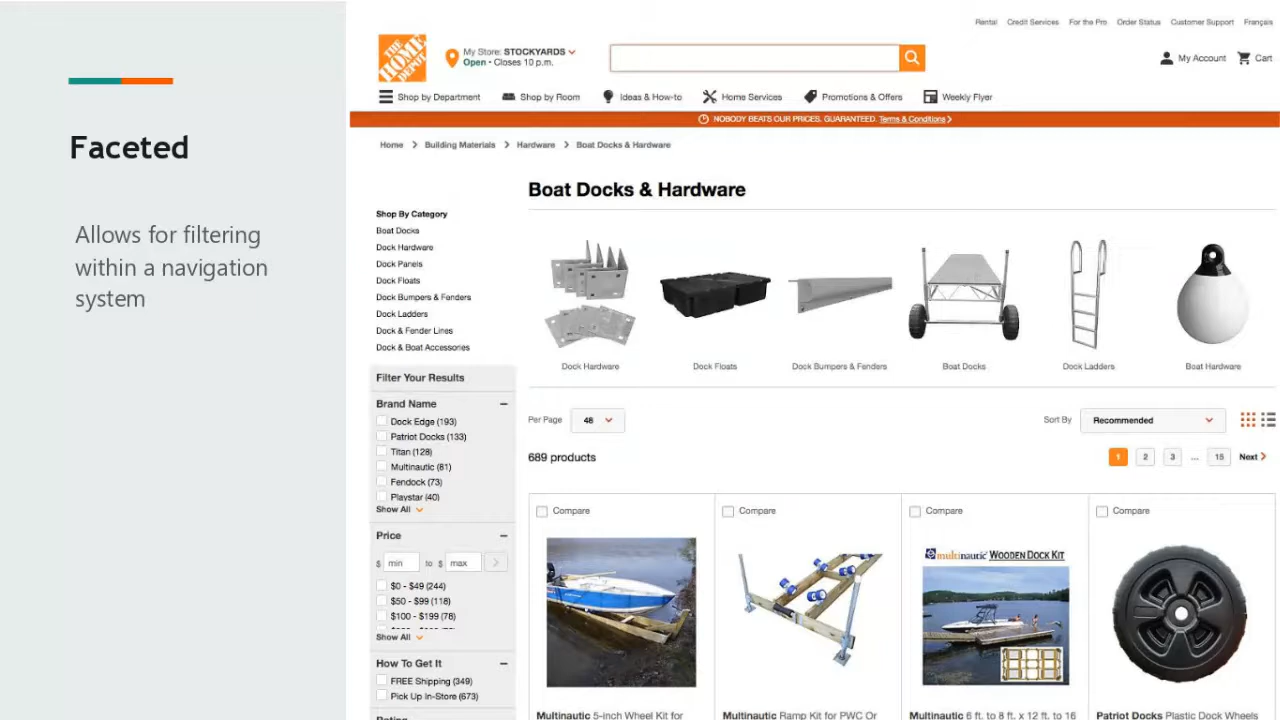 Faceted
Allows for filtering
within a navigation
system
Rental Credit Services For the Pro Order Status Customer Support Français
THE HOME DEPOT
My Store: STOCKYARDS
Open • Closes 10 p.m.
My Account Cart
Shop by Department Shop by Room Ideas & How-to Home Services Promotions & Offers Weekly Flyer
NOBODY BEATS OUR PRICES. GUARANTEED. Terms & Conditions
Home Building Materials Hardware Boat Docks & Hardware
Boat Docks & Hardware
Shop By Category
Boat Docks
Dock Hardware
Dock Panels
Dock Floats
Dock Bumpers & Fenders
Dock Ladders
Dock & Fender Lines
Dock & Boat Accessories
Dock Hardware Dock Floats Dock Bumpers & Fenders Boat Docks Dock Ladders Boat Hardware
Filter Your Results
Brand Name
Dock Edge (193)
Patriot Docks (133)
Titan (128)
Multinautic (81)
Fendock (73)
Playstar (40)
Show All
Price
$ min to $ max
$0 - $49 (244)
$50 - $99 (118)
$100 - $199 (78)
Show All
How To Get It
FREE Shipping (349)
Pick Up In-Store (673)
Rating
Per Page 48 Sort By Recommended
689 products 1 2 3 ... 15 Next
Compare Compare Compare Compare
multinautic WOODEN DOCK KIT
Multinautic 5-inch Wheel Kit for Multinautic Ramp Kit for PWC Or Multinautic 6 ft. to 8 ft. x 12 ft. to 16 Patriot Docks Plastic Dock Wheels